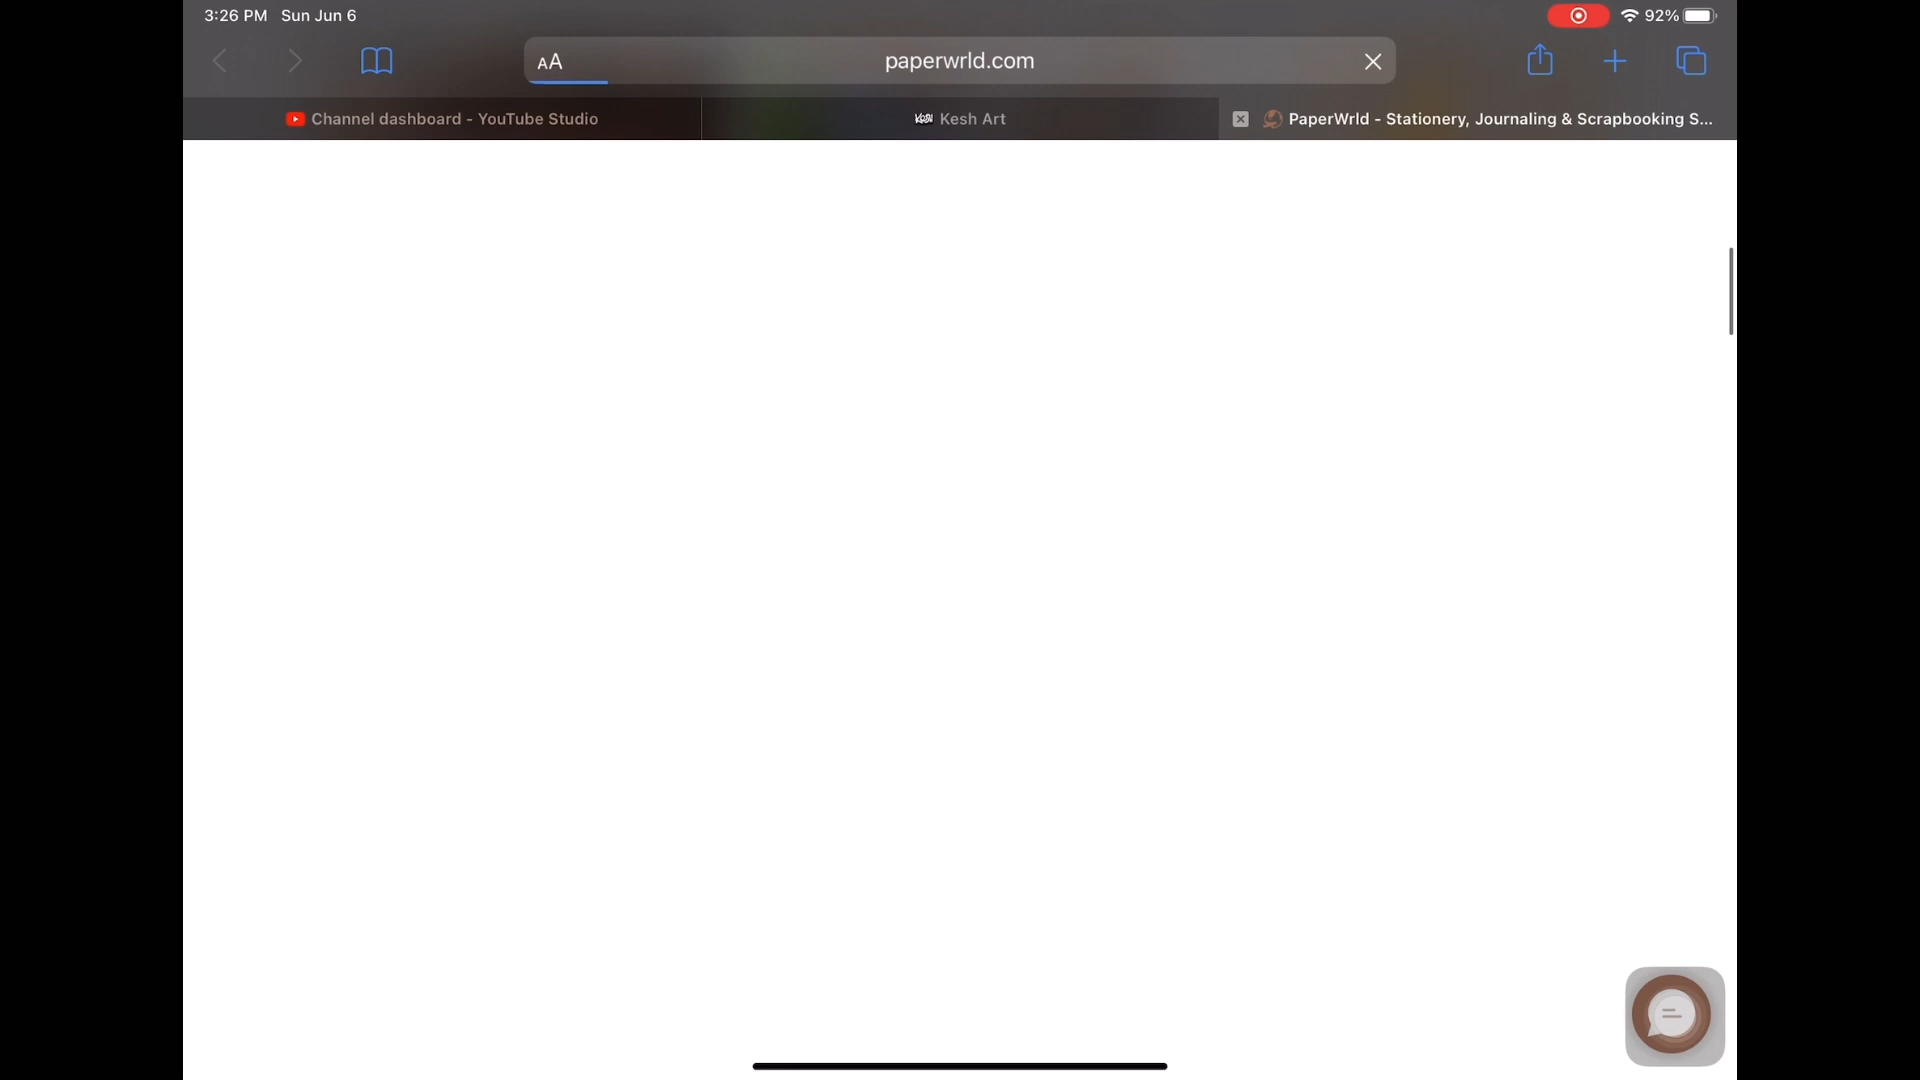 3:26 PM Sun Jun 6
92%
AA
paperwrld.com
Channel dashboard - YouTube Studio
KESH Kesh Art
PaperWrld - Stationery, Journaling & Scrapbooking S...